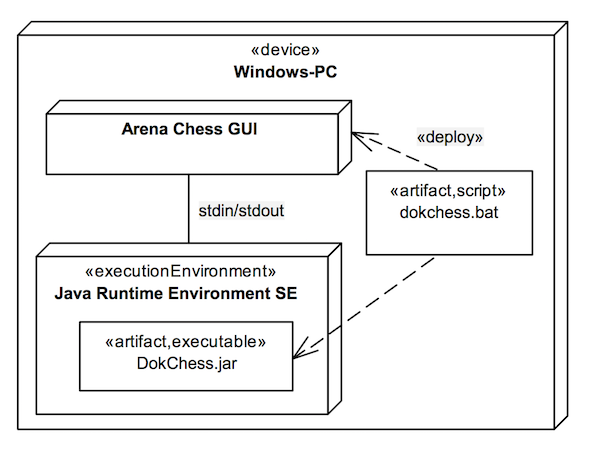 «device»
Windows-PC
Arena Chess GUI
«deploy»
«artifact,script»
dokchess.bat
stdin/stdout
«executionEnvironment»
Java Runtime Environment SE
«artifact,executable»
DokChess.jar